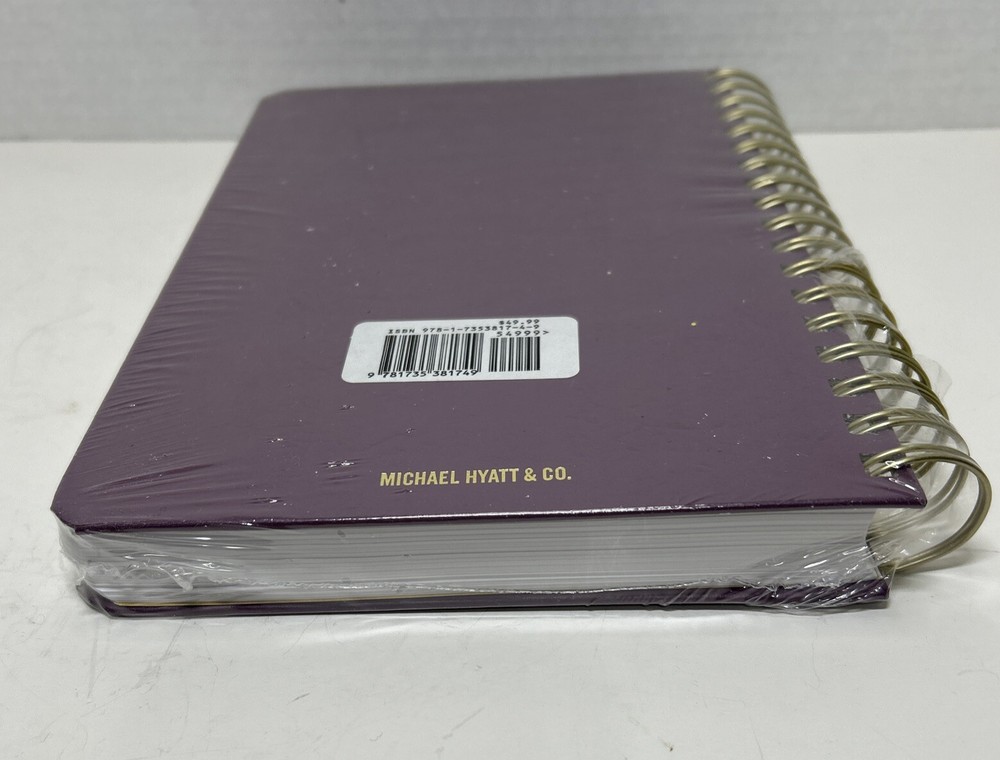 $49.99
ISBN 978-1-7353817-4-9
54999>
9 781735 381749
MICHAEL HYATT & CO.